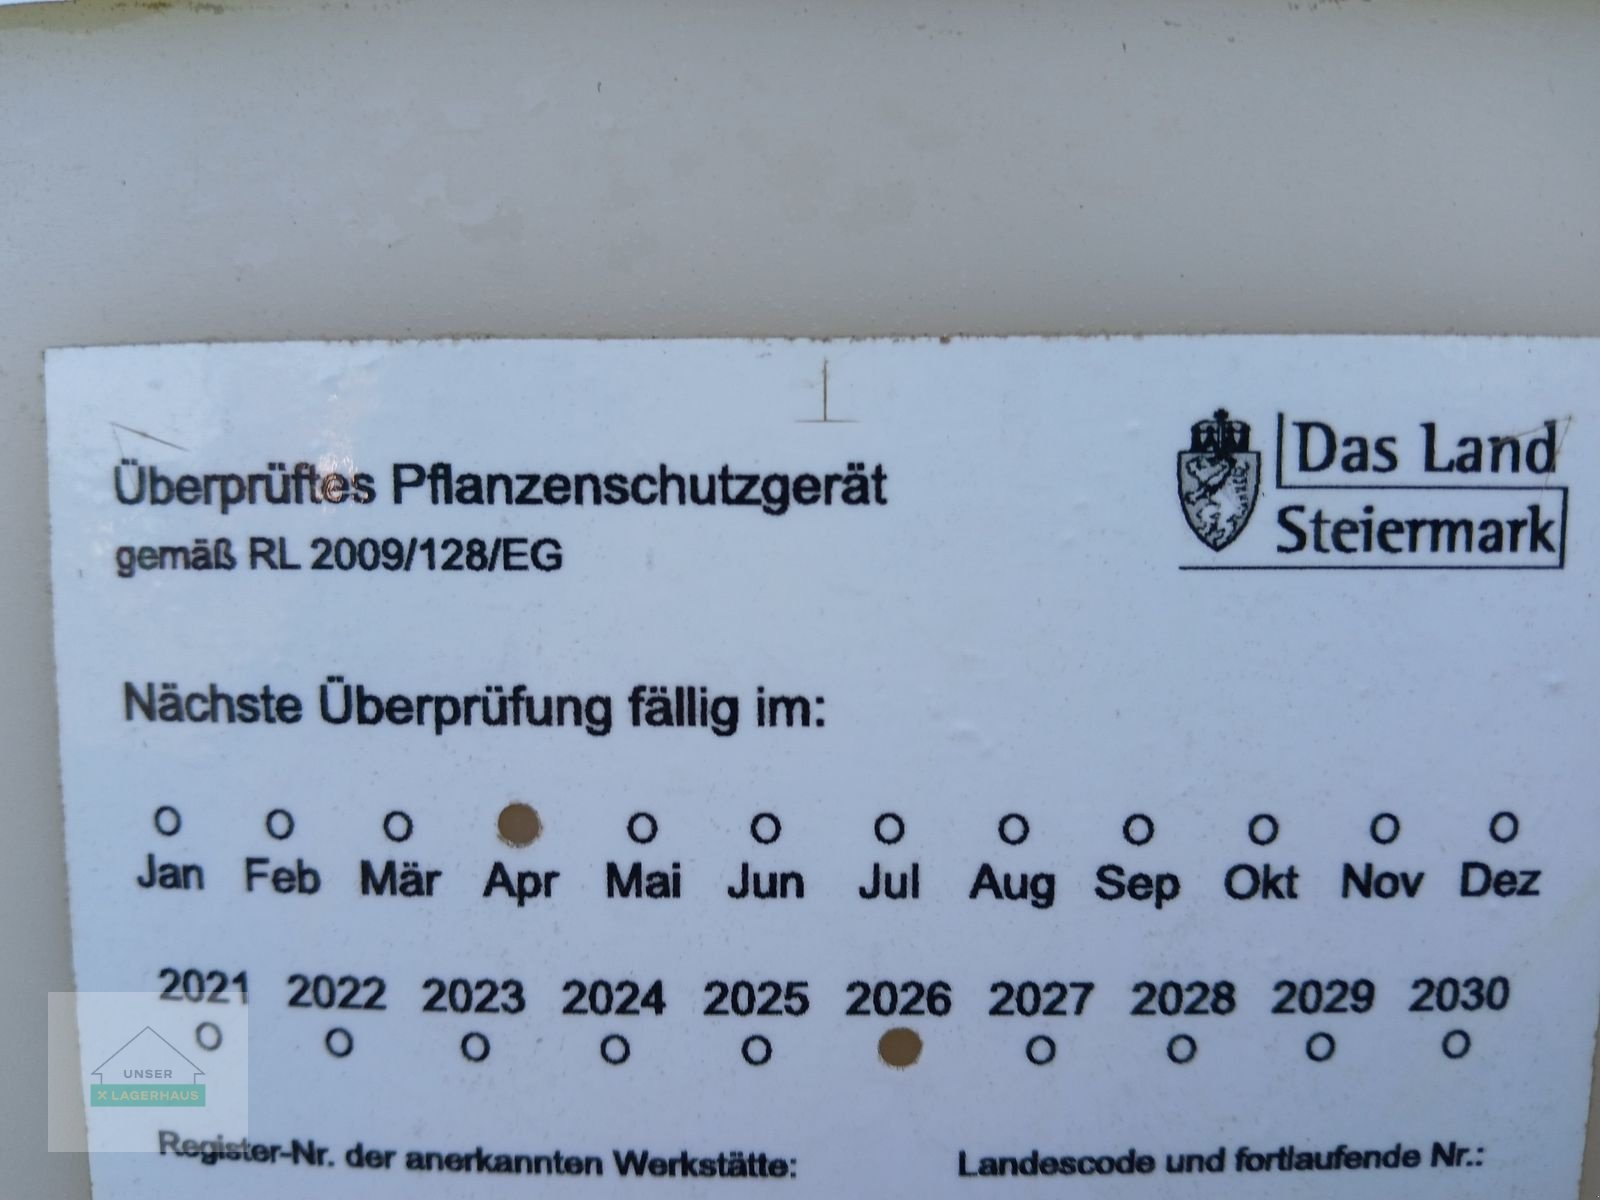 Überprüftes Pflanzenschutzgerät
gemäß RL 2009/128/EG
Das Land
Steiermark
Nächste Überprüfung fällig im:
Jan Feb Mär Apr Mai Jun Jul Aug Sep Okt Nov Dez
2021 2022 2023 2024 2025 2026 2027 2028 2029 2030
UNSER
X LAGERHAUS
Register-Nr. der anerkannten Werkstätte: Landescode und fortlaufende Nr.: